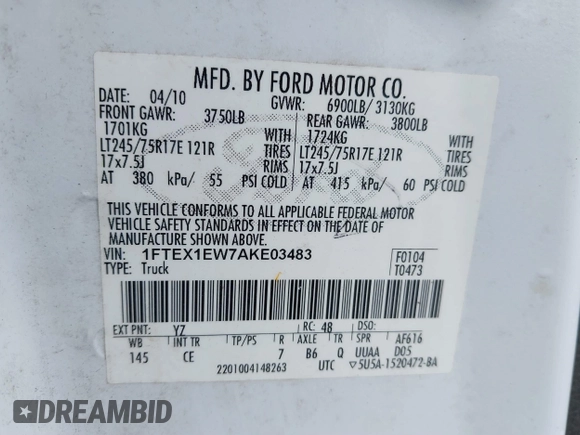 MFD. BY FORD MOTOR CO.
DATE: 04/10 GVWR: 6900LB/ 3130KG
FRONT GAWR: 3750LB REAR GAWR: 3800LB
1701KG WITH 1724KG WITH
LT245/75R17E 121R TIRES LT245/75R17E 121R TIRES
17x7.5J RIMS 17x7.5J RIMS
AT 380 kPa/ 55 PSI COLD AT 415 kPa/ 60 PSI COLD
THIS VEHICLE CONFORMS TO ALL APPLICABLE FEDERAL MOTOR
VEHICLE SAFETY STANDARDS IN EFFECT ON THE DATE OF
MANUFACTURE SHOWN ABOVE.
VIN: 1FTEX1EW7AKE03483 F0104
TYPE: Truck T0473
EXT PNT: YZ RC: 48 DSO:
WB INT TR TP/PS R AXLE TR SPR AF616
145 CE 7 B6 Q UUAA D05
2201004148263 UTC ▽5U5A-1520472-BA
DREAMBID dreambid.com